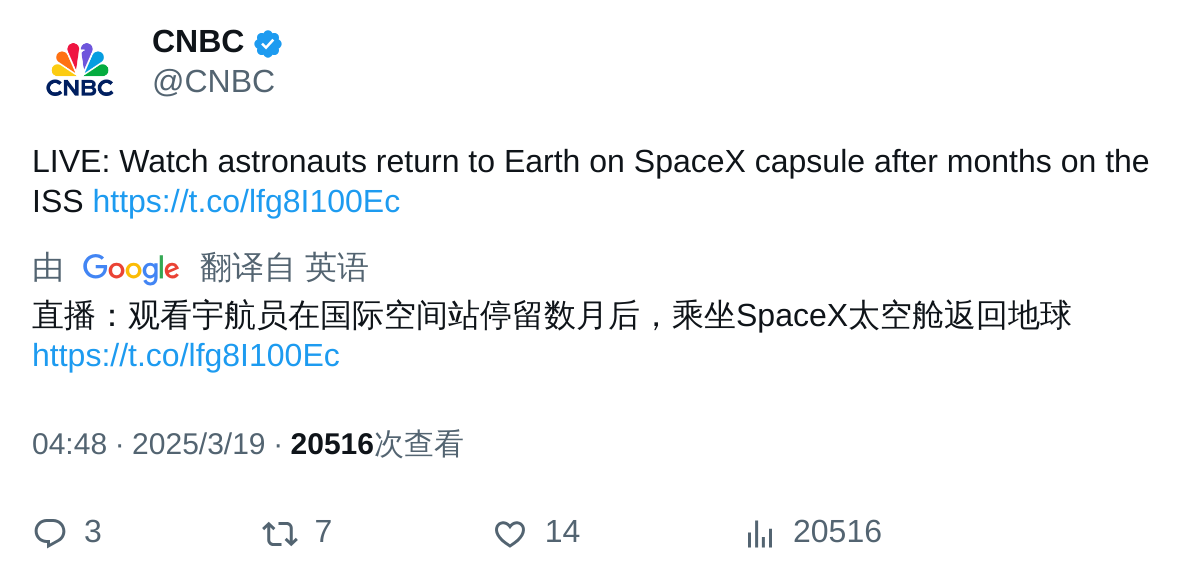 CNBC
@CNBC
CNBC
LIVE: Watch astronauts return to Earth on SpaceX capsule after months on the
ISS https://t.co/lfg8I100Ec
由 Google 翻译自 英语
直播：观看宇航员在国际空间站停留数月后，乘坐SpaceX太空舱返回地球
https://t.co/lfg8I100Ec
04:48 · 2025/3/19 · 20516次查看
3 7 14 20516